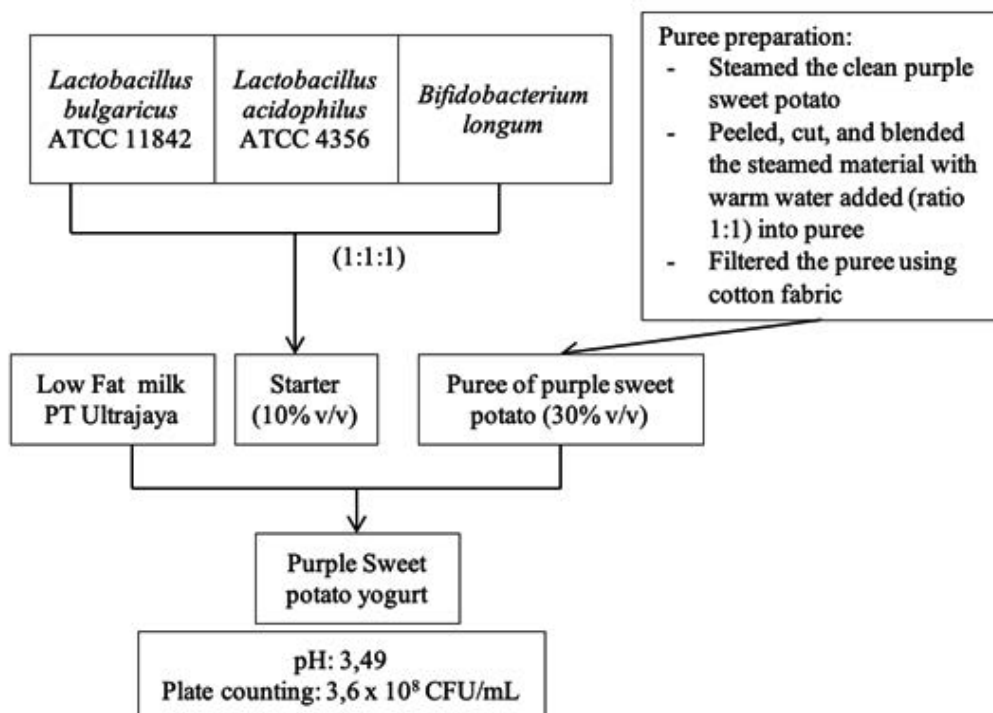 Lactobacillus
bulgaricus
ATCC 11842
Lactobacillus
acidophilus
ATCC 4356
Bifidobacterium
longum
(1:1:1)
Puree preparation:
- Steamed the clean purple
sweet potato
- Peeled, cut, and blended
the steamed material with
warm water added (ratio
1:1) into puree
- Filtered the puree using
cotton fabric
Low Fat milk
PT Ultrajaya
Starter
(10% v/v)
Puree of purple sweet
potato (30% v/v)
Purple Sweet
potato yogurt
pH: 3,49
Plate counting: 3,6 x 10⁸ CFU/mL